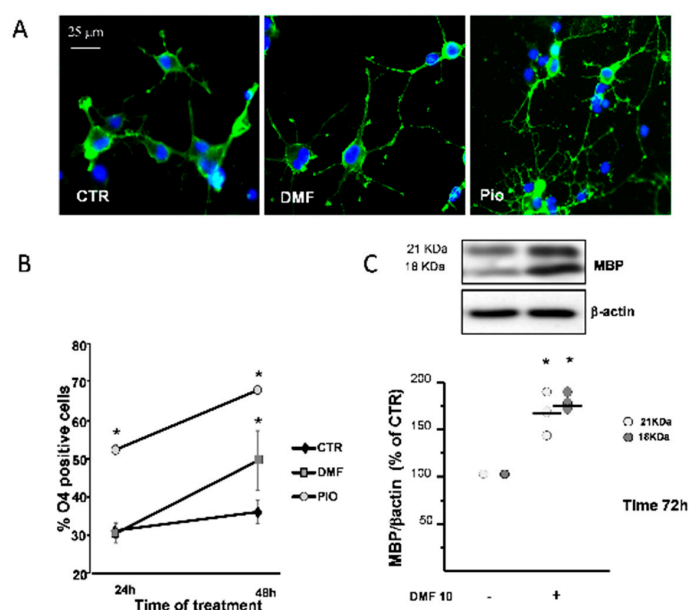 A
25 µm
CTR
DMF
Pio
B
80
70
60
50
40
30
20
% O4 positive cells
*
*
*
24h
48h
Time of treatment
CTR
DMF
PIO
C
21 KDa
18 KDa
MBP
β-actin
* *
200
150
100
50
MBP/βactin (% of CTR)
21KDa
18KDa
Time 72h
DMF 10 - +